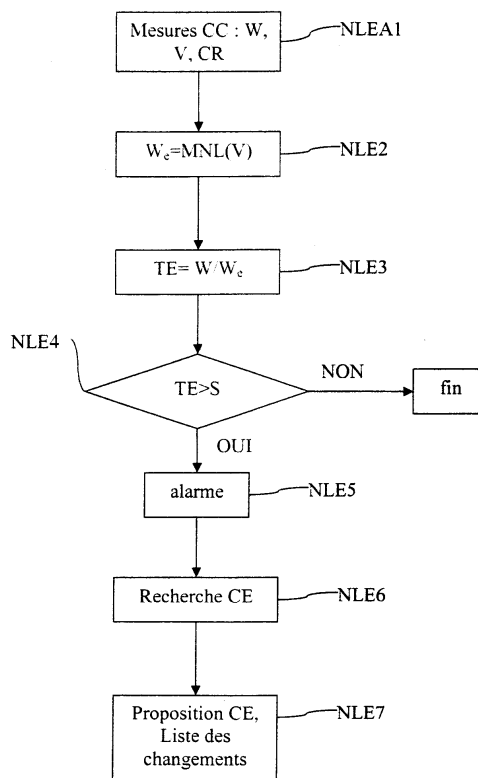 Mesures CC : W,
V, CR
NLEA1
We=MNL(V)
NLE2
TE= W/We
NLE3
NLE4
TE>S
NON
fin
OUI
alarme
NLE5
Recherche CE
NLE6
Proposition CE,
Liste des
changements
NLE7